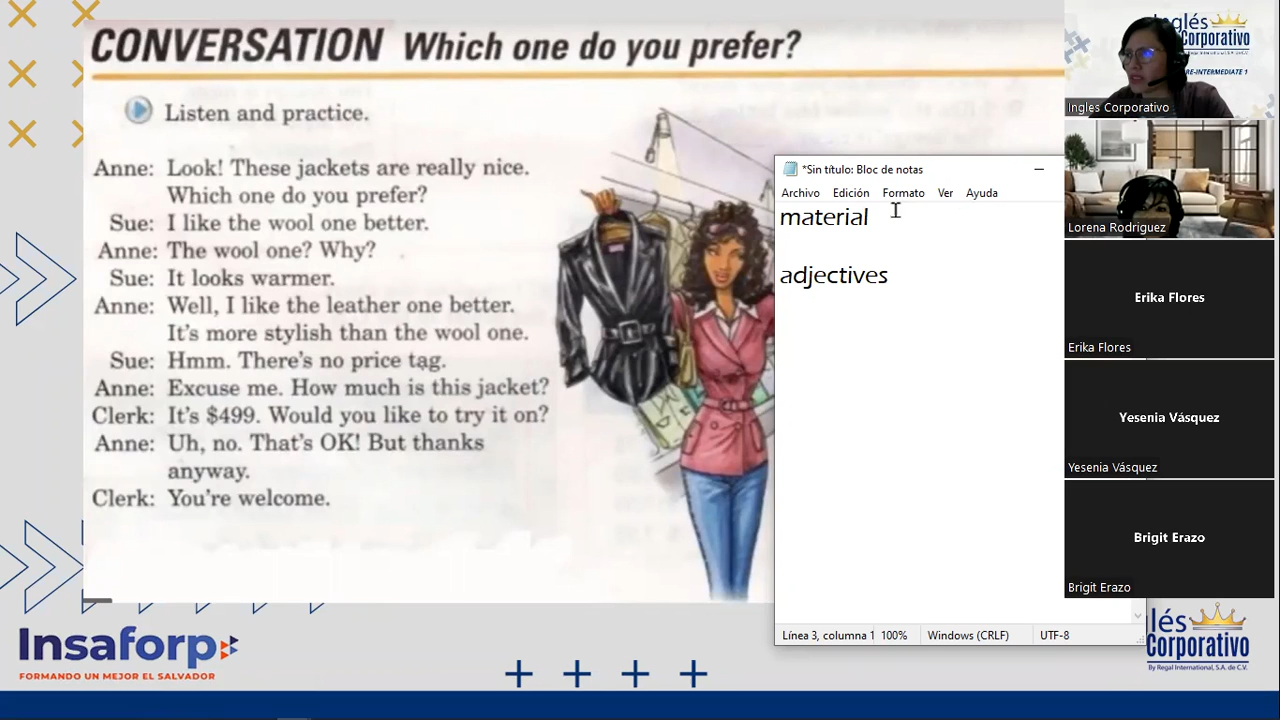 CONVERSATION Which one do you prefer?
Listen and practice.
Anne: Look! These jackets are really nice.
Which one do you prefer?
Sue: I like the wool one better.
Anne: The wool one? Why?
Sue: It looks warmer.
Anne: Well, I like the leather one better.
It's more stylish than the wool one.
Sue: Hmm. There's no price tag.
Anne: Excuse me. How much is this jacket?
Clerk: It's $499. Would you like to try it on?
Anne: Uh, no. That's OK! But thanks
anyway.
Clerk: You're welcome.
*Sin título: Bloc de notas
Archivo Edición Formato Ver Ayuda
material
adjectives
Línea 3, columna 1 100% Windows (CRLF) UTF-8
Inglés
Corporativo
RE-INTERMEDIATE 1
Ingles Corporativo
Lorena Rodriguez
Erika Flores
Erika Flores
Yesenia Vásquez
Yesenia Vásquez
Brigit Erazo
Brigit Erazo
Insaforp
FORMANDO UN MEJOR EL SALVADOR
glés
Corporativo
By Regal International, S.A. de C.V.